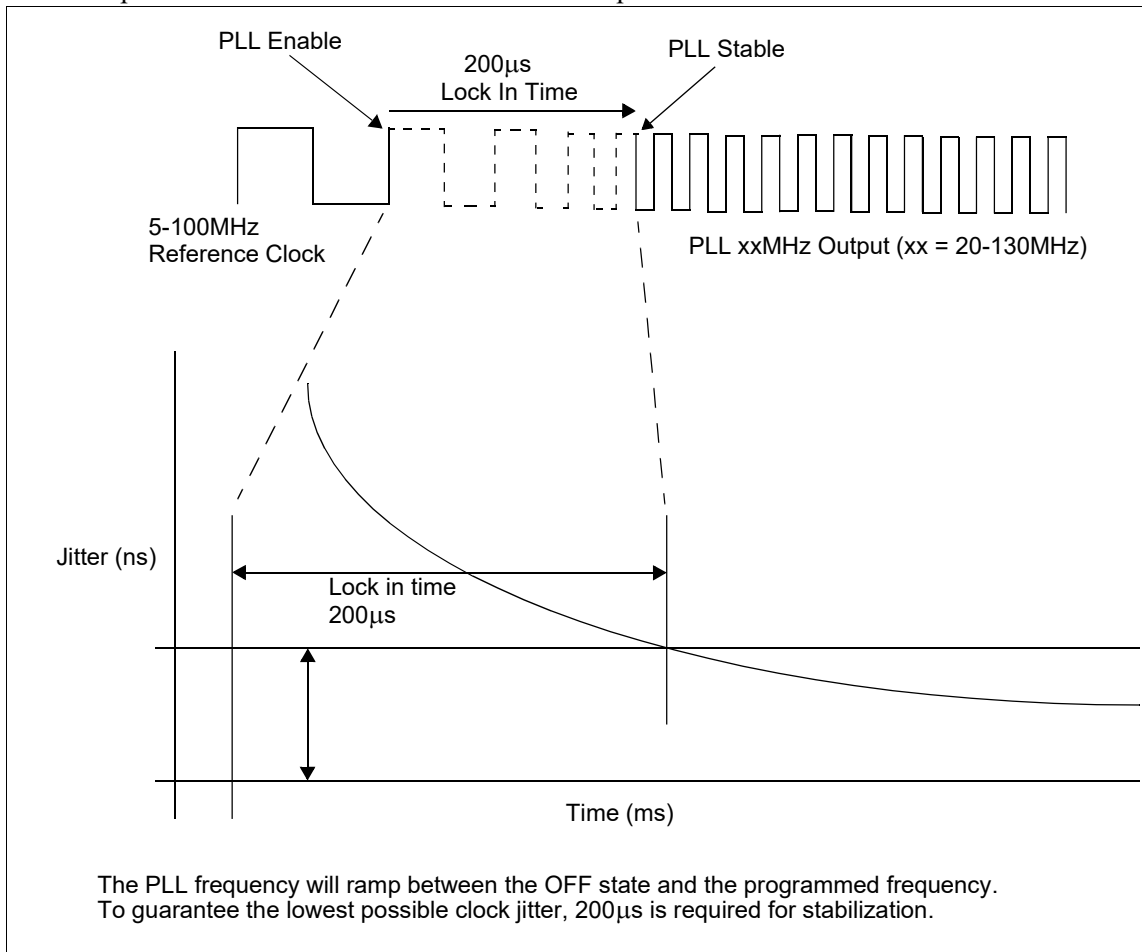 PLL Enable
200μs
Lock In Time
PLL Stable
5-100MHz
Reference Clock
PLL xxMHz Output (xx = 20-130MHz)
Jitter (ns)
Lock in time
200μs
Time (ms)
The PLL frequency will ramp between the OFF state and the programmed frequency.
To guarantee the lowest possible clock jitter, 200μs is required for stabilization.